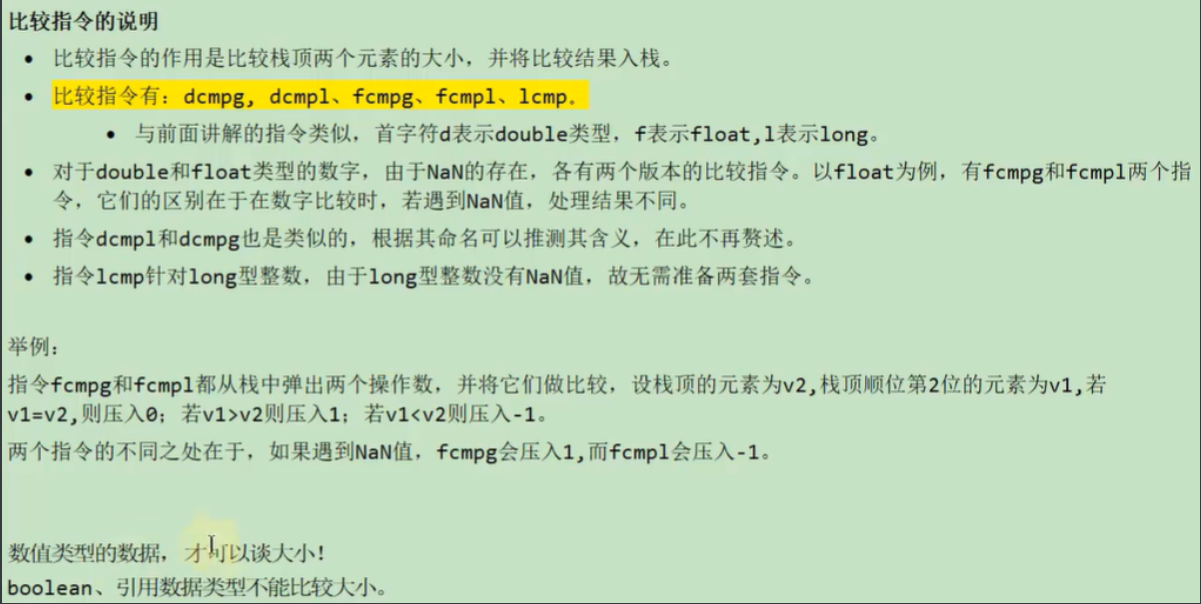 比较指令的说明
比较指令的作用是比较栈顶两个元素的大小，并将比较结果入栈。
比较指令有：dcmpg, dcmpl、fcmpg、fcmpl、lcmp。
与前面讲解的指令类似，首字符d表示double类型，f表示float,l表示long。
对于double和float类型的数字，由于NaN的存在，各有两个版本的比较指令。以float为例，有fcmpg和fcmpl两个指
令，它们的区别在于在数字比较时，若遇到NaN值，处理结果不同。
指令dcmpl和dcmpg也是类似的，根据其命名可以推测其含义，在此不再赘述。
指令lcmp针对long型整数，由于long型整数没有NaN值，故无需准备两套指令。
举例：
指令fcmpg和fcmpl都从栈中弹出两个操作数，并将它们做比较，设栈顶的元素为v2,栈顶顺位第2位的元素为v1,若
v1=v2,则压入0；若v1>v2则压入1；若v1<v2则压入-1。
两个指令的不同之处在于，如果遇到NaN值，fcmpg会压入1,而fcmpl会压入-1。
数值类型的数据，才可以谈大小！
boolean、引用数据类型不能比较大小。